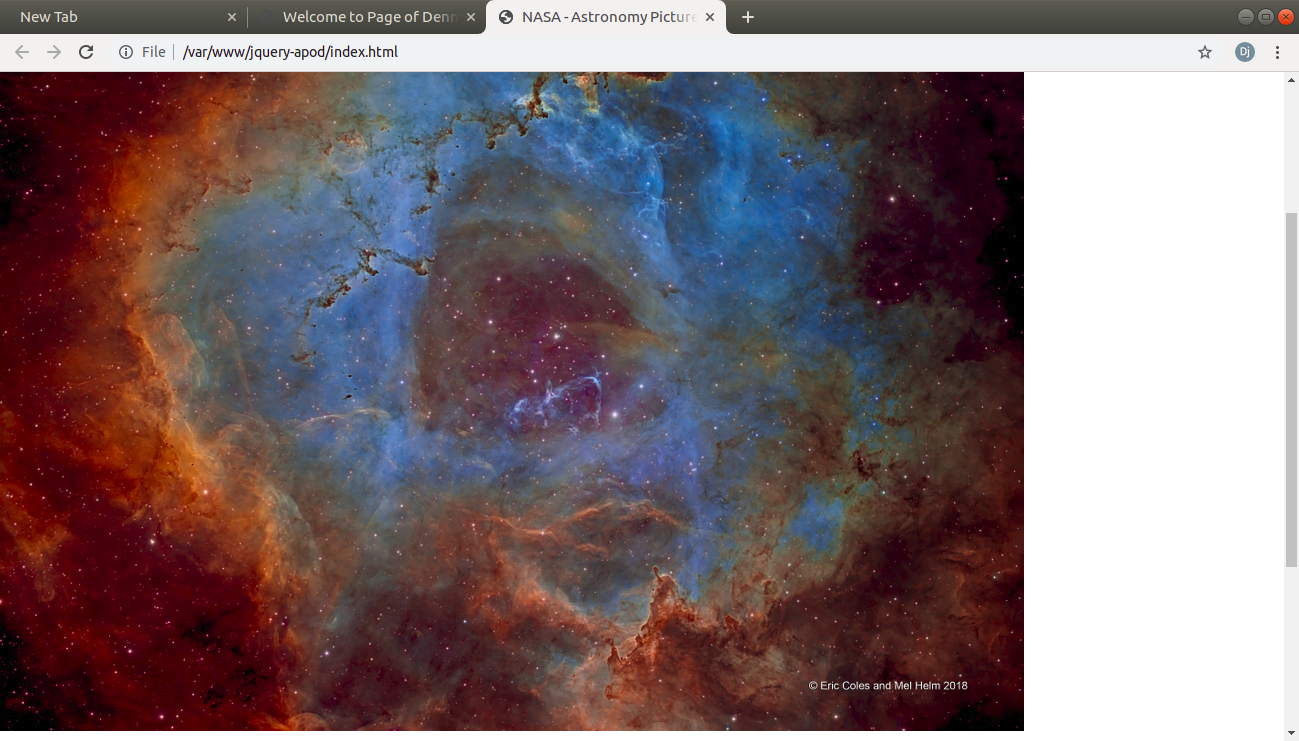 New Tab
Welcome to Page of Denn
NASA - Astronomy Picture
File
/var/www/jquery-apod/index.html
Dj
© Eric Coles and Mel Helm 2018